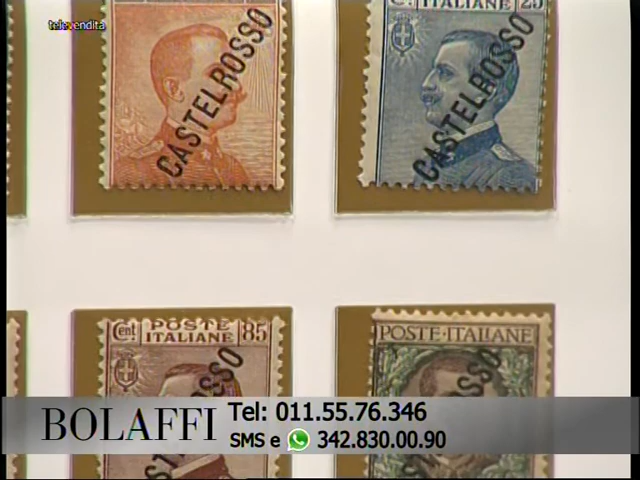 televendita
CASTELROSSO
C. ITALIANE 25
CASTELROSSO
Cent POSTE 85
ITALIANE
POSTE·ITALIANE
BOLAFFI
Tel: 011.55.76.346
SMS e 342.830.00.90